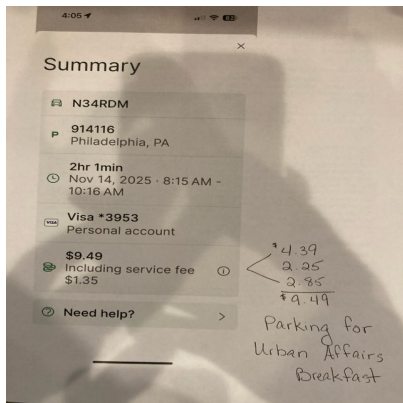 4:05
82
Summary
N34RDM
P 914116
Philadelphia, PA
2hr 1min
Nov 14, 2025 · 8:15 AM -
10:16 AM
VISA Visa *3953
Personal account
$9.49
Including service fee
$1.35
$4.39
2.25
2.85
$9.49
Need help?
Parking for
Urban Affairs
Breakfast